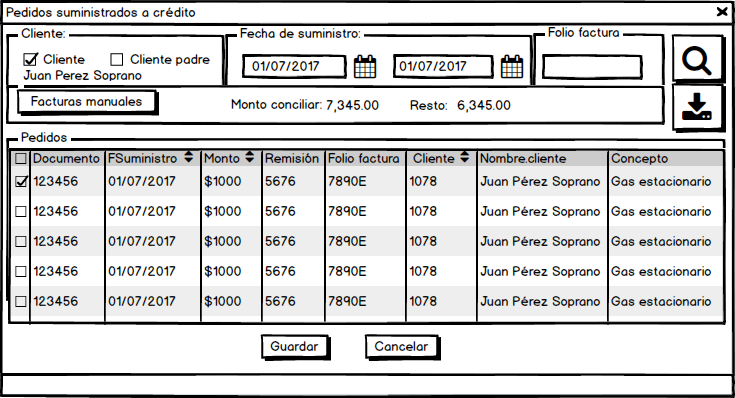 Pedidos suministrados a crédito
Cliente:
Fecha de suministro:
Folio factura
Cliente
Cliente padre
01/07/2017
01/07/2017
Juan Perez Soprano
Facturas manuales
Monto conciliar: 7,345.00
Resto: 6,345.00
Pedidos
Documento FSuministro Monto Remisión Folio factura Cliente Nombre.cliente Concepto
123456 01/07/2017 $1000 5676 7890E 1078 Juan Pérez Soprano Gas estacionario
123456 01/07/2017 $1000 5676 7890E 1078 Juan Pérez Soprano Gas estacionario
123456 01/07/2017 $1000 5676 7890E 1078 Juan Pérez Soprano Gas estacionario
123456 01/07/2017 $1000 5676 7890E 1078 Juan Pérez Soprano Gas estacionario
123456 01/07/2017 $1000 5676 7890E 1078 Juan Pérez Soprano Gas estacionario
Guardar
Cancelar